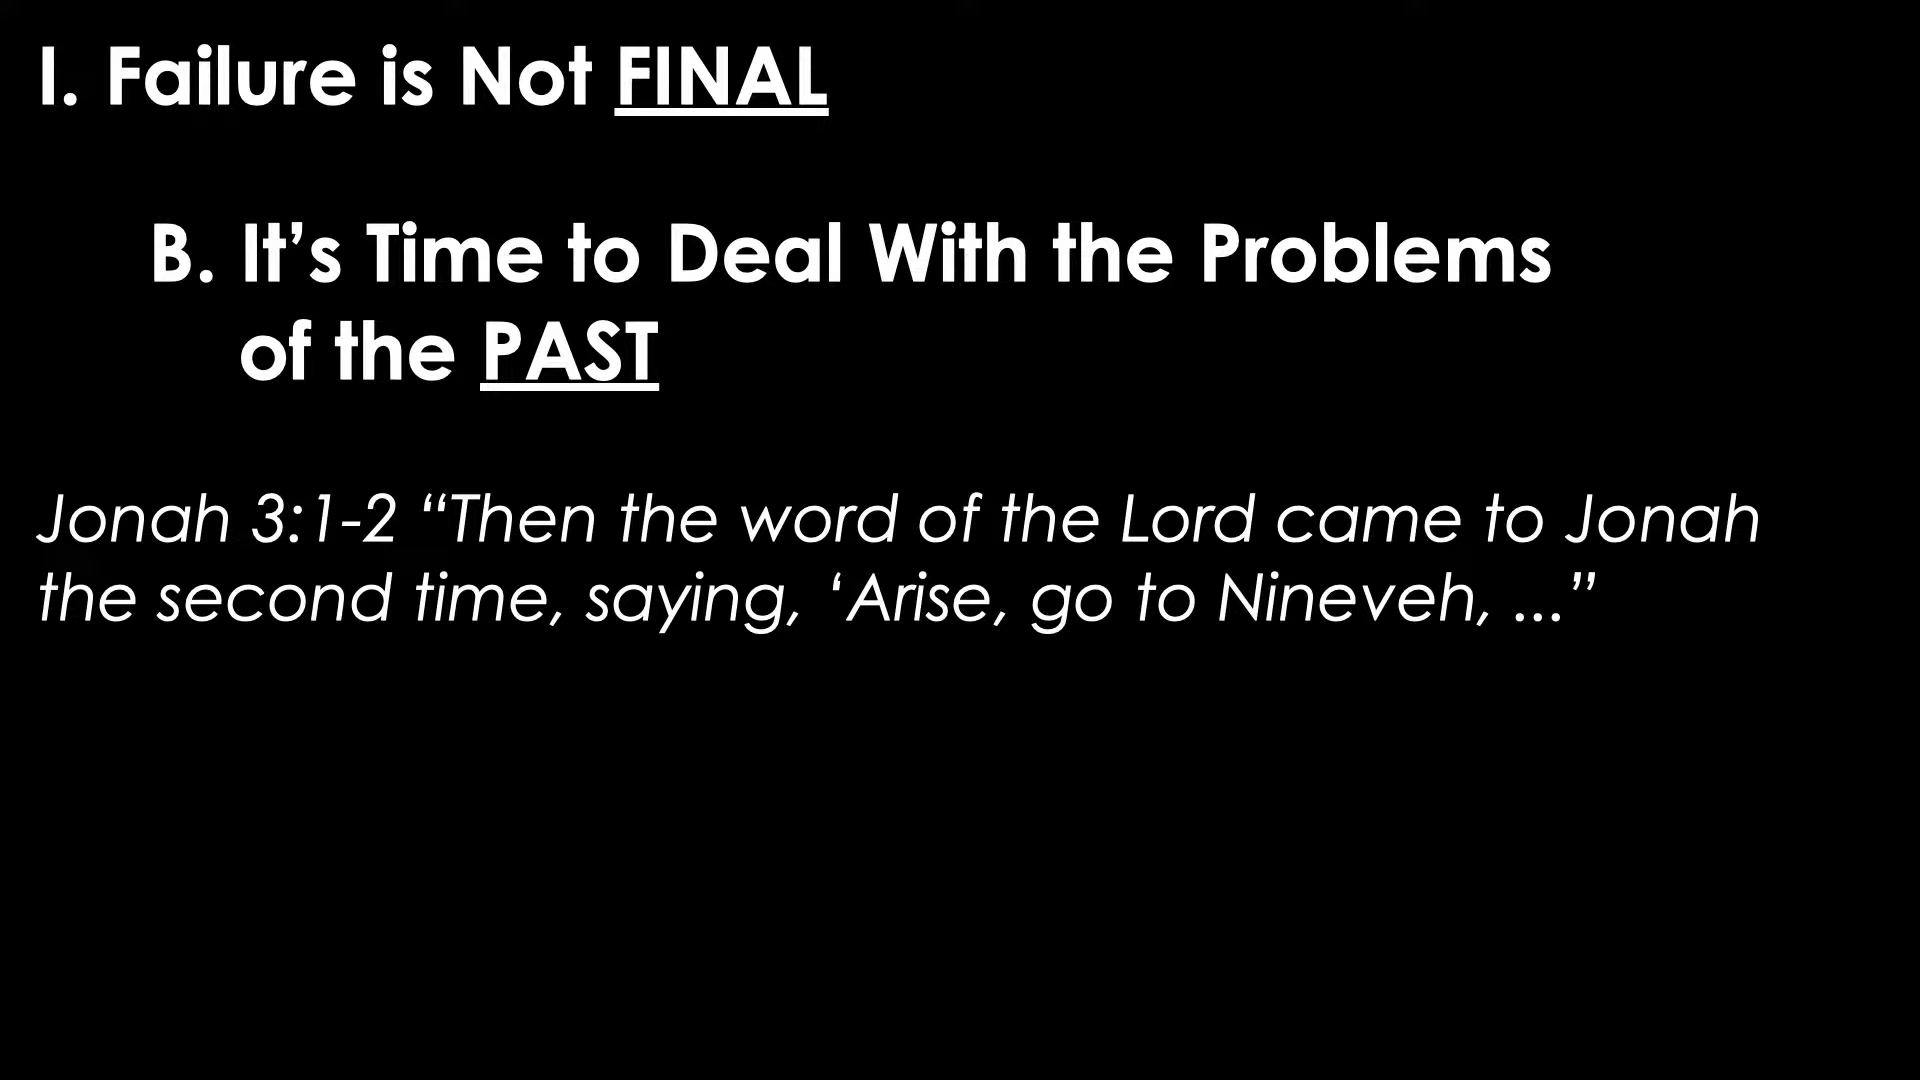 I. Failure is Not FINAL
B. It’s Time to Deal With the Problems
of the PAST
Jonah 3:1-2 “Then the word of the Lord came to Jonah
the second time, saying, ‘Arise, go to Nineveh, ...”